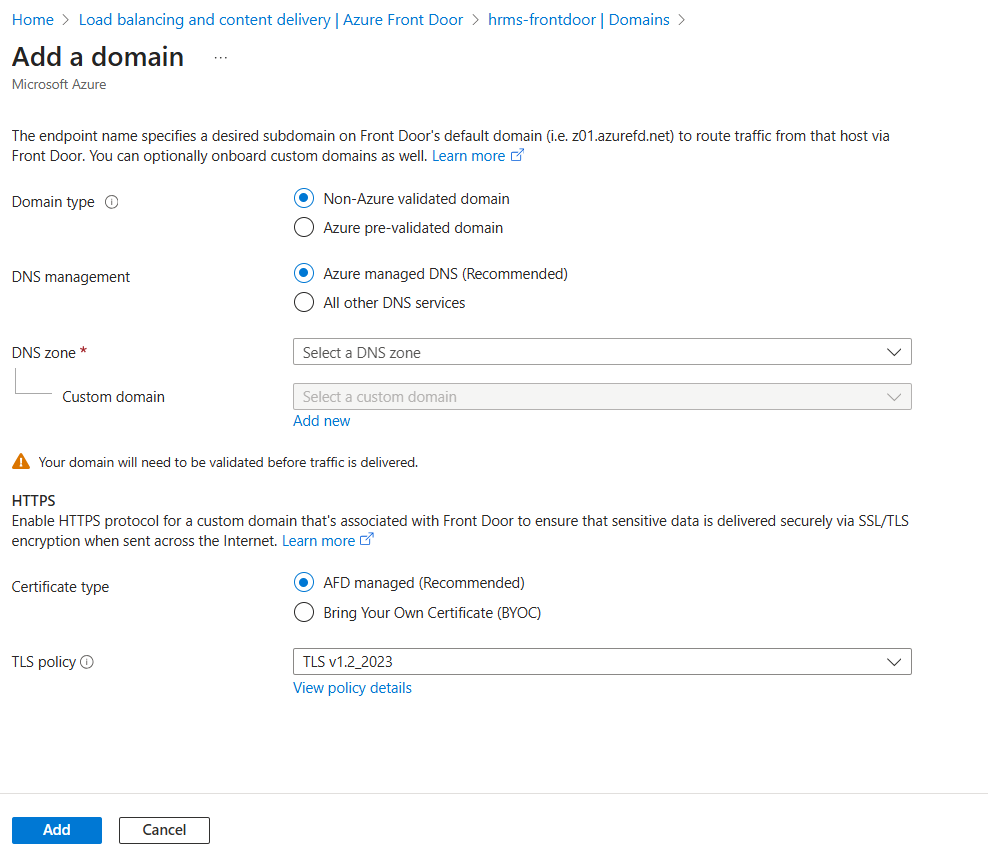 Home > Load balancing and content delivery | Azure Front Door > hrms-frontdoor | Domains >
Add a domain ...
Microsoft Azure
The endpoint name specifies a desired subdomain on Front Door's default domain (i.e. z01.azurefd.net) to route traffic from that host via
Front Door. You can optionally onboard custom domains as well. Learn more
Domain type
Non-Azure validated domain
Azure pre-validated domain
DNS management
Azure managed DNS (Recommended)
All other DNS services
DNS zone *
Select a DNS zone
Custom domain
Select a custom domain
Add new
Your domain will need to be validated before traffic is delivered.
HTTPS
Enable HTTPS protocol for a custom domain that's associated with Front Door to ensure that sensitive data is delivered securely via SSL/TLS
encryption when sent across the Internet. Learn more
Certificate type
AFD managed (Recommended)
Bring Your Own Certificate (BYOC)
TLS policy
TLS v1.2_2023
View policy details
Add
Cancel